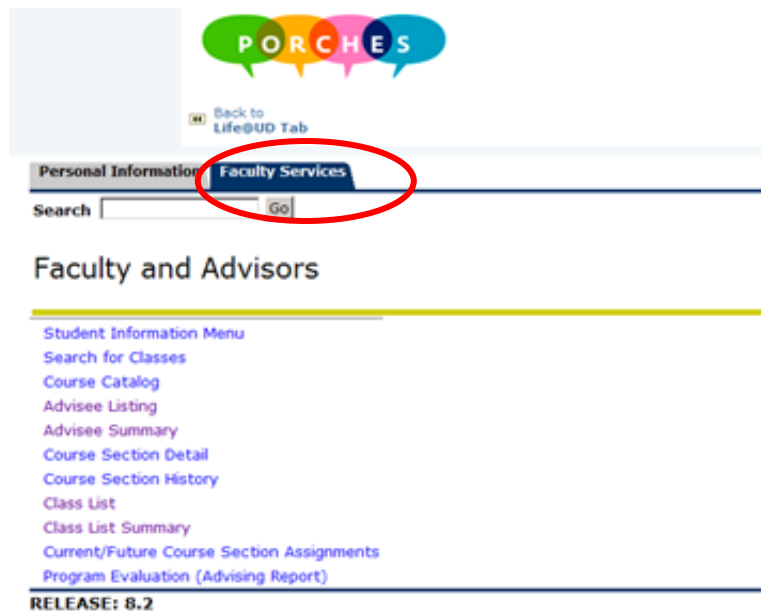 PORCHES
Back to
Life@UD Tab
Personal Information Faculty Services
Search Go
Faculty and Advisors
Student Information Menu
Search for Classes
Course Catalog
Advisee Listing
Advisee Summary
Course Section Detail
Course Section History
Class List
Class List Summary
Current/Future Course Section Assignments
Program Evaluation (Advising Report)
RELEASE: 8.2